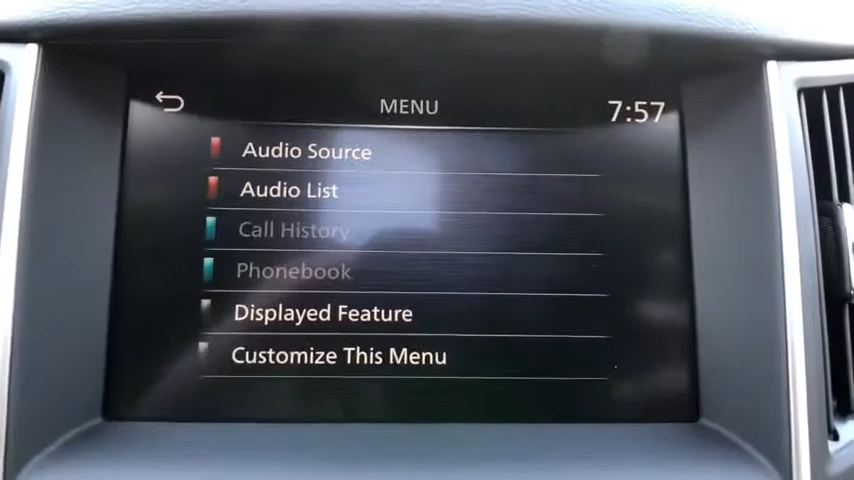 MENU
7:57
Audio Source
Audio List
Call History
Phonebook
Displayed Feature
Customize This Menu